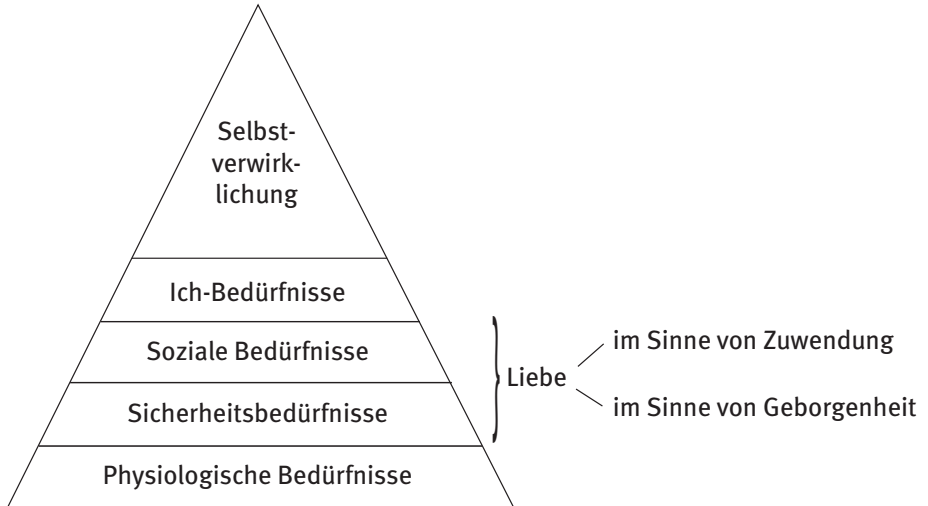 Selbst-
verwirk-
lichung
Ich-Bedürfnisse
Soziale Bedürfnisse
Sicherheitsbedürfnisse
Physiologische Bedürfnisse
Liebe
im Sinne von Zuwendung
im Sinne von Geborgenheit